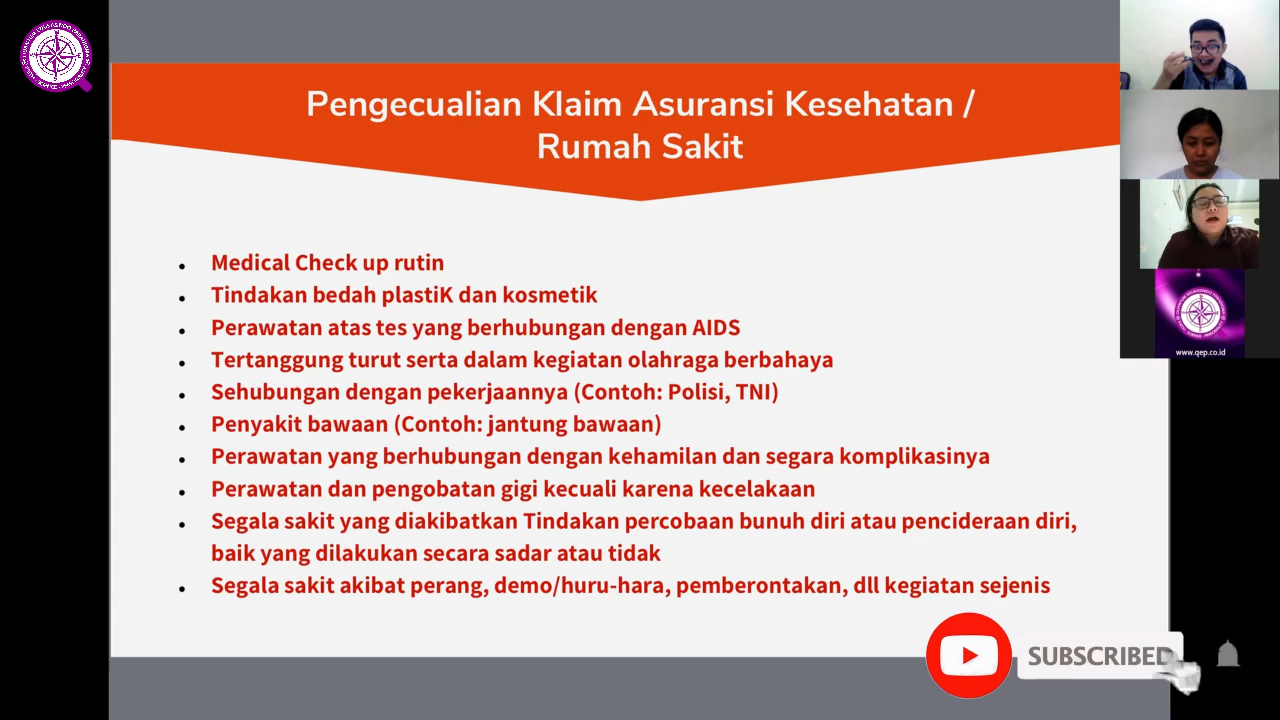 Pengecualian Klaim Asuransi Kesehatan /
Rumah Sakit
Medical Check up rutin
Tindakan bedah plastiK dan kosmetik
Perawatan atas tes yang berhubungan dengan AIDS
Tertanggung turut serta dalam kegiatan olahraga berbahaya
Sehubungan dengan pekerjaannya (Contoh: Polisi, TNI)
Penyakit bawaan (Contoh: jantung bawaan)
Perawatan yang berhubungan dengan kehamilan dan segara komplikasinya
Perawatan dan pengobatan gigi kecuali karena kecelakaan
Segala sakit yang diakibatkan Tindakan percobaan bunuh diri atau pencideraan diri,
baik yang dilakukan secara sadar atau tidak
Segala sakit akibat perang, demo/huru-hara, pemberontakan, dll kegiatan sejenis
www.qep.co.id
SUBSCRIBED